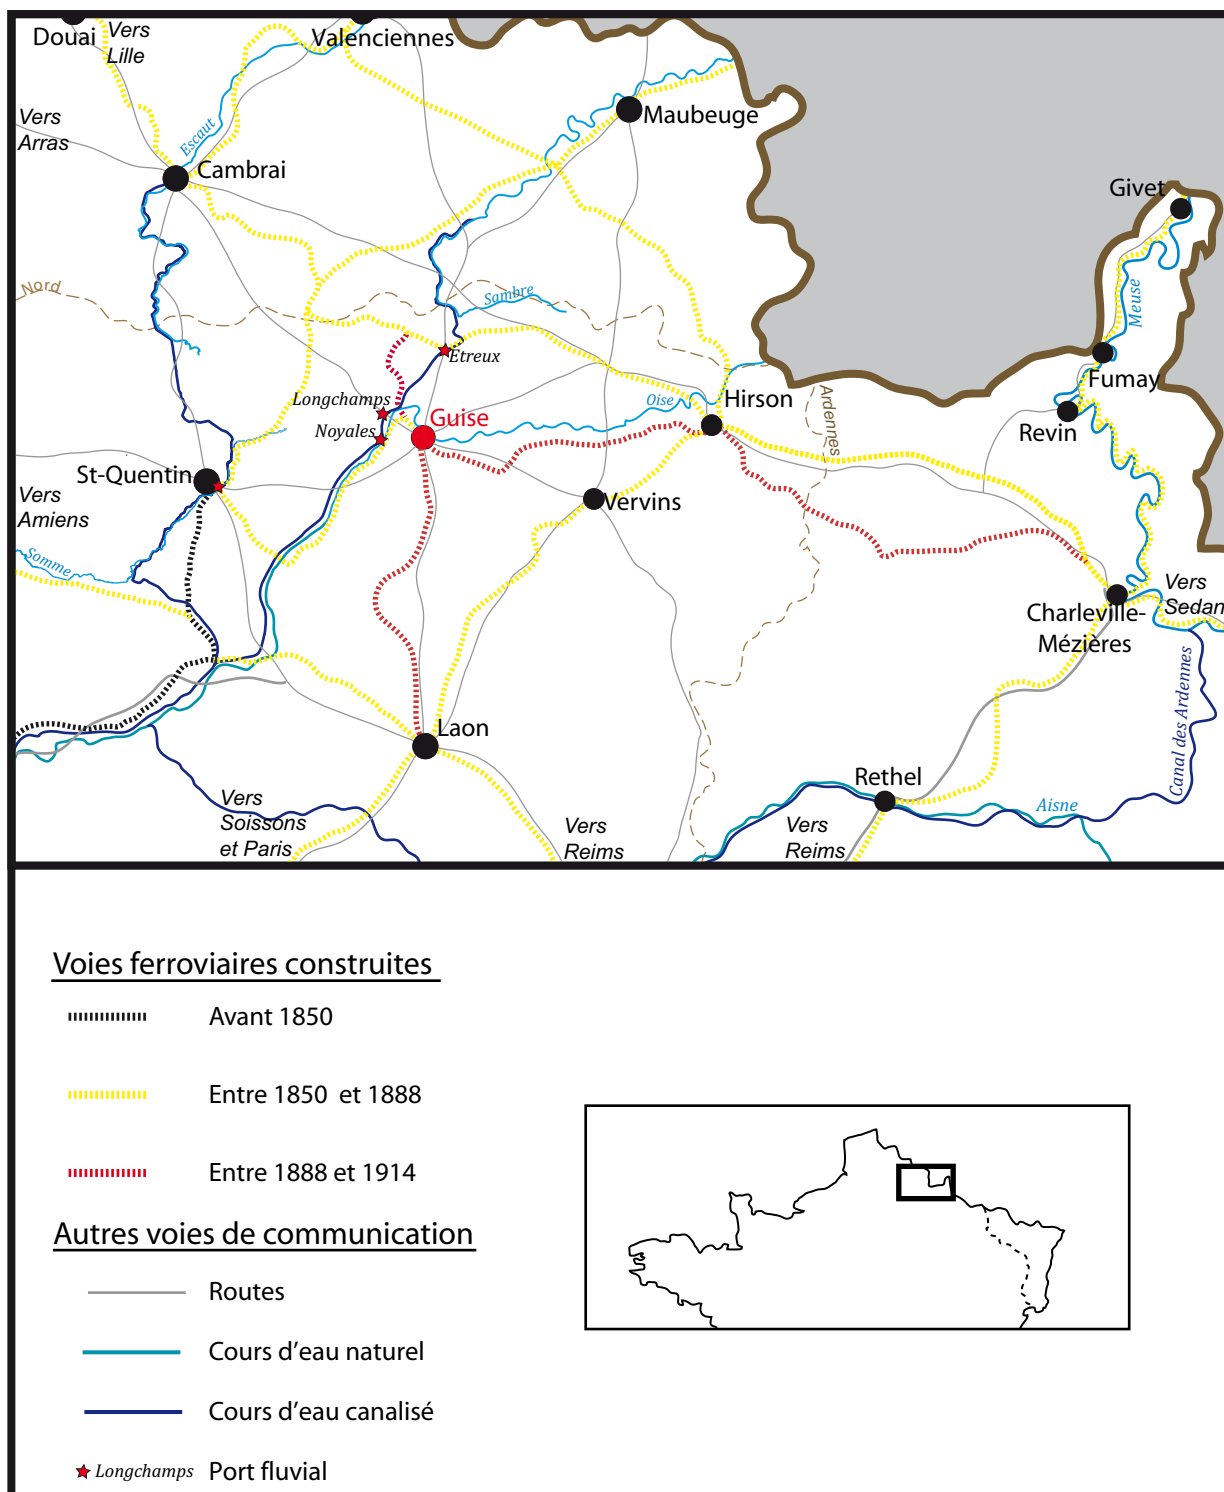 Douai
Vers
Lille
Valenciennes
Vers
Arras
Escaut
Cambrai
Maubeuge
Givet
Nord
Sambre
Meuse
Etreux
Fumay
Longchamps
Noyales
Guise
Oise
Hirson
Ardennes
Revin
St-Quentin
Vers
Amiens
Vervins
Somme
Vers
Sedan
Charleville-
Mézières
Canal des Ardennes
Laon
Rethel
Aisne
Vers
Soissons
et Paris
Vers
Reims
Vers
Reims
Voies ferroviaires construites
Avant 1850
Entre 1850 et 1888
Entre 1888 et 1914
Autres voies de communication
Routes
Cours d'eau naturel
Cours d'eau canalisé
Longchamps Port fluvial